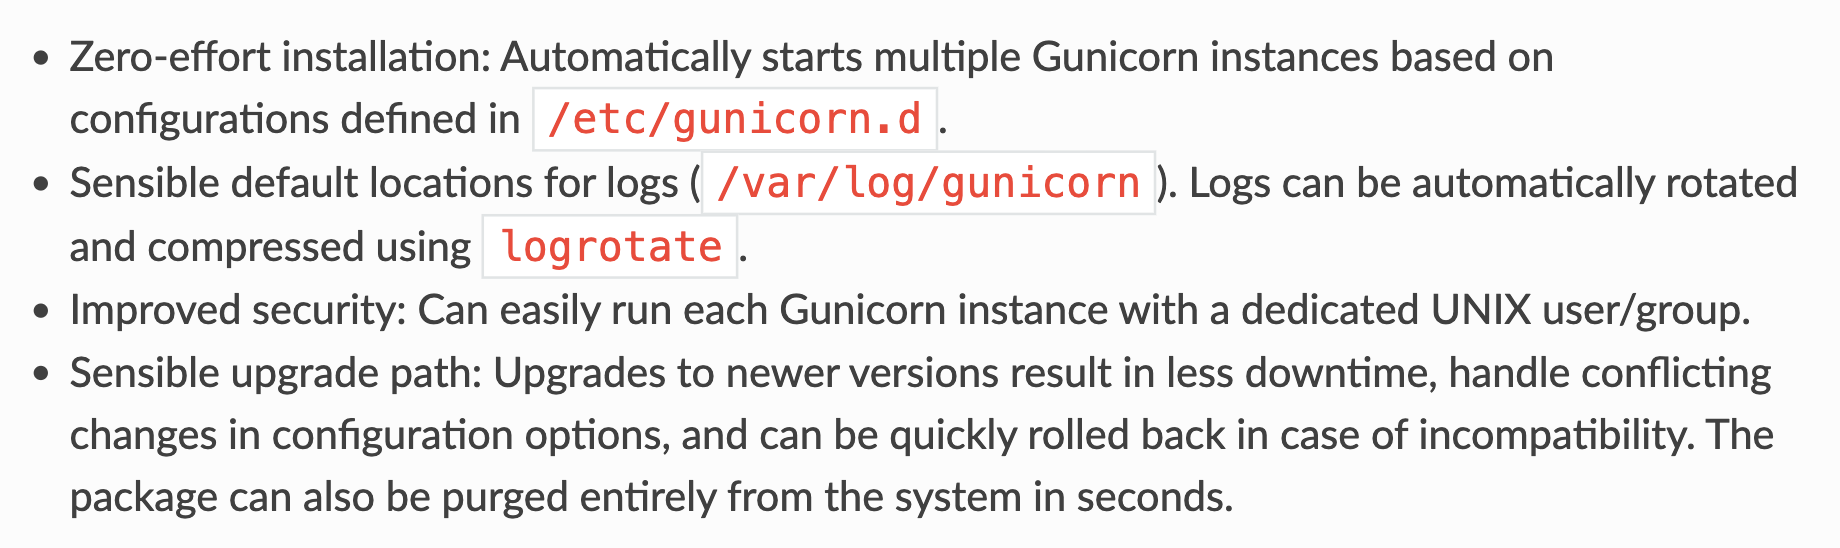 • Zero-effort installation: Automatically starts multiple Gunicorn instances based on
configurations defined in /etc/gunicorn.d.
• Sensible default locations for logs (/var/log/gunicorn). Logs can be automatically rotated
and compressed using logrotate.
• Improved security: Can easily run each Gunicorn instance with a dedicated UNIX user/group.
• Sensible upgrade path: Upgrades to newer versions result in less downtime, handle conflicting
changes in configuration options, and can be quickly rolled back in case of incompatibility. The
package can also be purged entirely from the system in seconds.